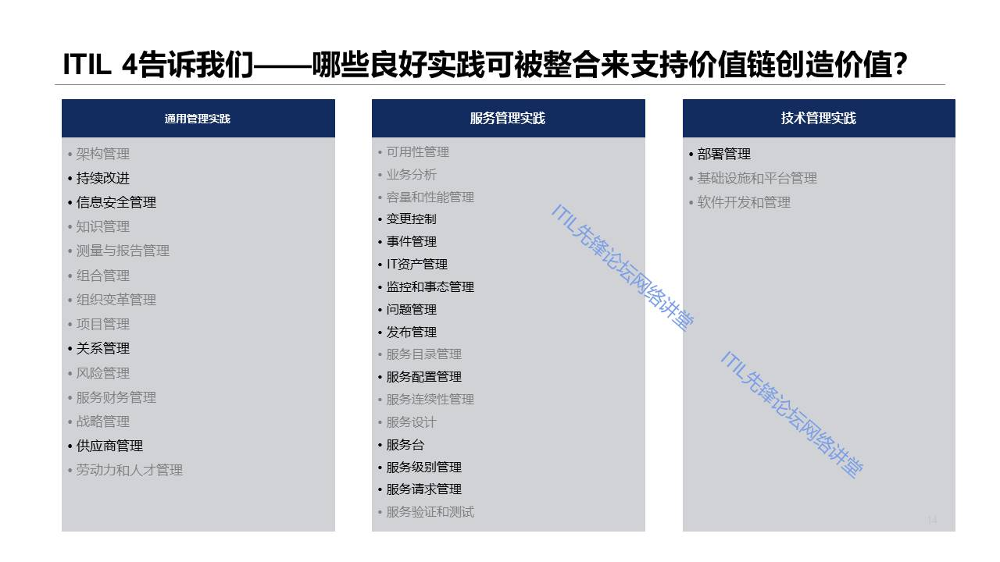 ITIL 4告诉我们——哪些良好实践可被整合来支持价值链创造价值?
通用管理实践
• 架构管理
• 持续改进
• 信息安全管理
• 知识管理
• 测量与报告管理
• 组合管理
• 组织变革管理
• 项目管理
• 关系管理
• 风险管理
• 服务财务管理
• 战略管理
• 供应商管理
• 劳动力和人才管理
服务管理实践
• 可用性管理
• 业务分析
• 容量和性能管理
• 变更控制
• 事件管理
• IT资产管理
• 监控和事态管理
• 问题管理
• 发布管理
• 服务目录管理
• 服务配置管理
• 服务连续性管理
• 服务设计
• 服务台
• 服务级别管理
• 服务请求管理
• 服务验证和测试
技术管理实践
• 部署管理
• 基础设施和平台管理
• 软件开发和管理
ITIL先锋论坛网络讲堂
ITIL先锋论坛网络讲堂
14